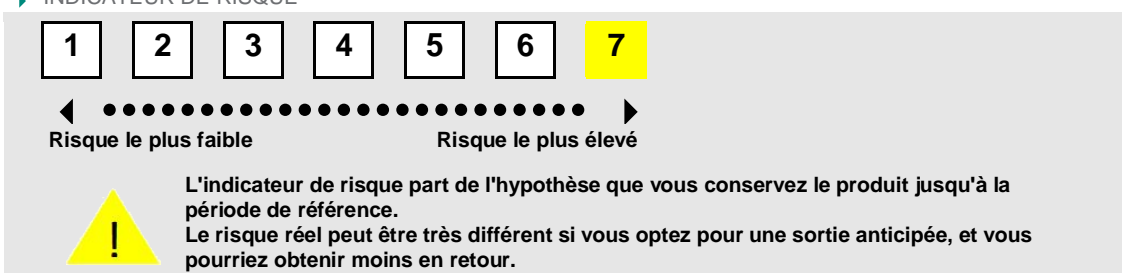 INDICATEUR DE RISQUE
1 2 3 4 5 6 7
Risque le plus faible Risque le plus élevé
L'indicateur de risque part de l'hypothèse que vous conservez le produit jusqu'à la
période de référence.
!
Le risque réel peut être très différent si vous optez pour une sortie anticipée, et vous
pourriez obtenir moins en retour.